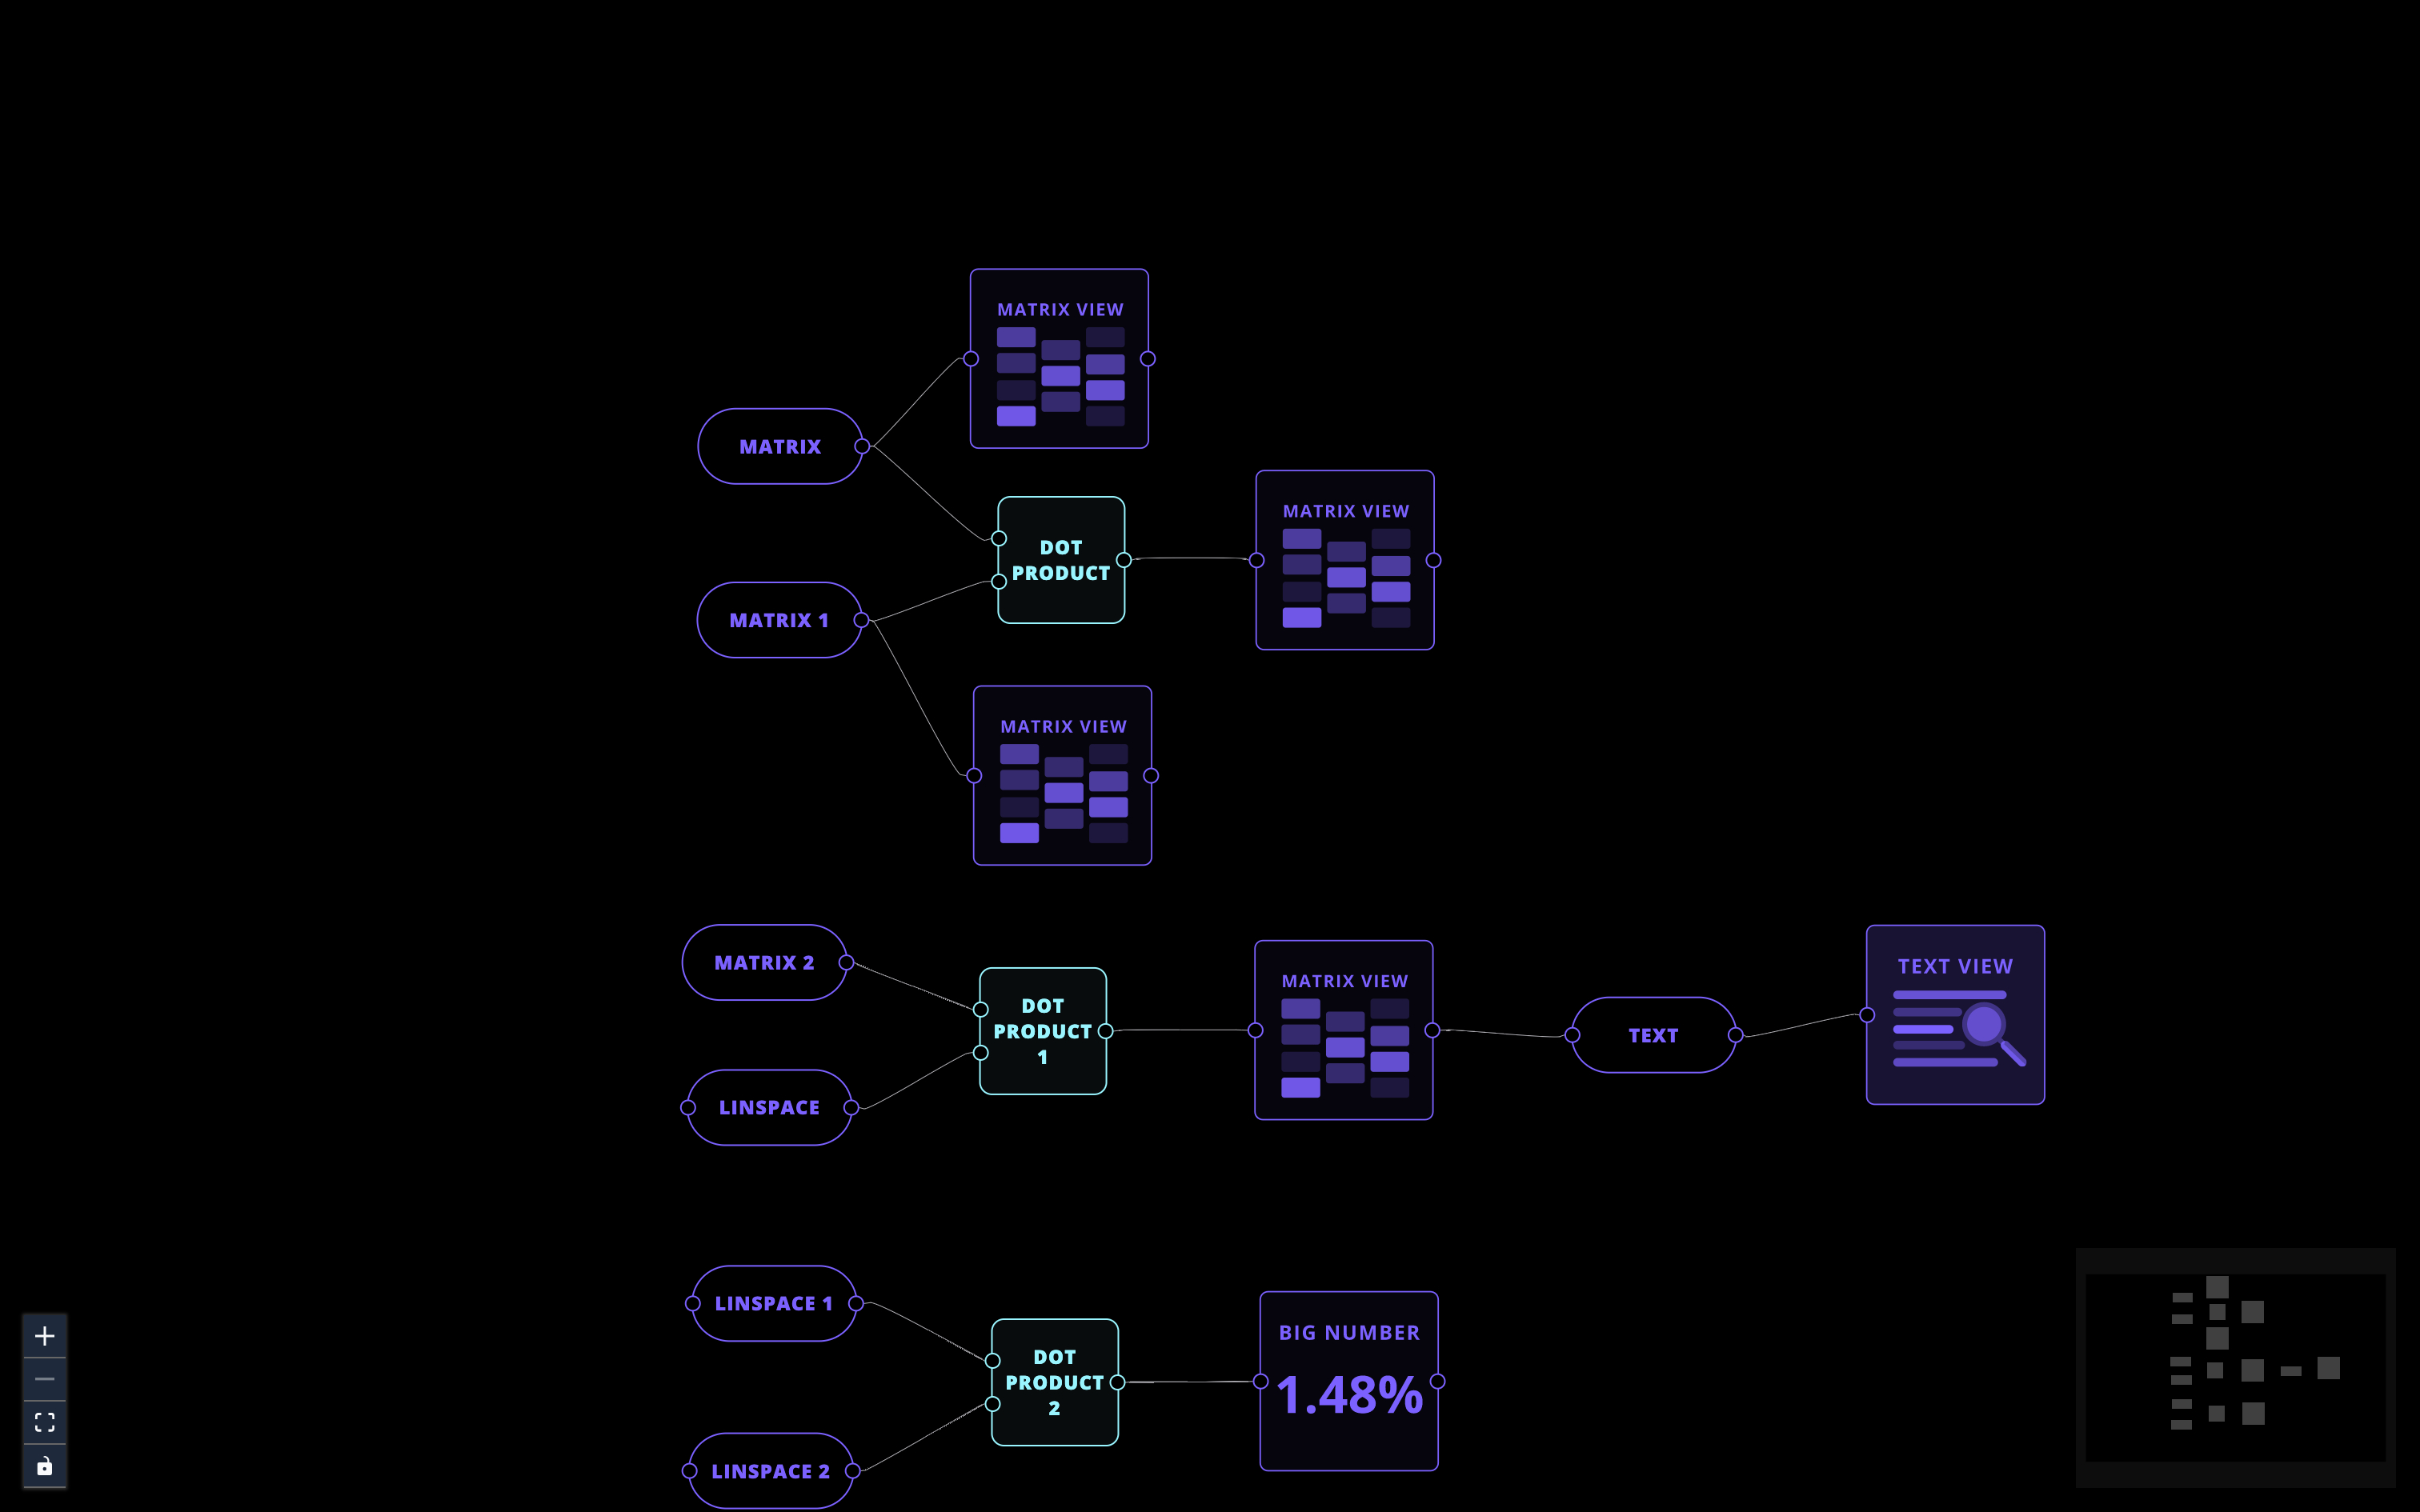 MATRIX VIEW
MATRIX
MATRIX VIEW
DOT
PRODUCT
MATRIX 1
MATRIX VIEW
MATRIX 2
DOT
PRODUCT
1
MATRIX VIEW
TEXT
TEXT VIEW
LINSPACE
LINSPACE 1
DOT
PRODUCT
2
BIG NUMBER
1.48%
LINSPACE 2